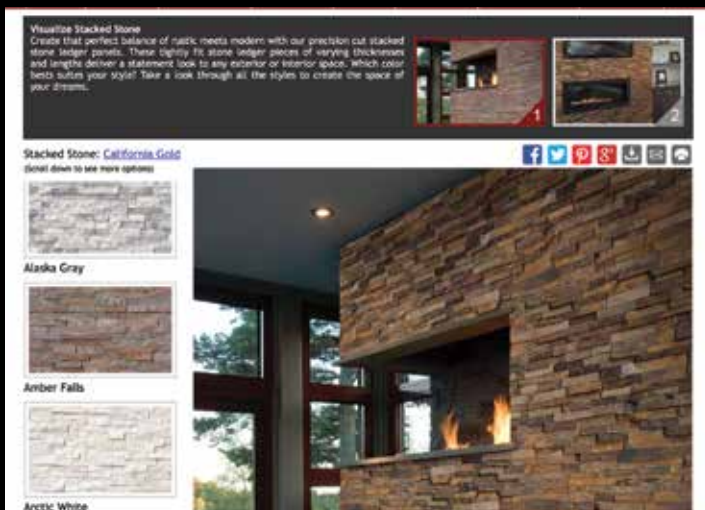 Visualize Stacked Stone
Create that perfect balance of rustic meets modern with our precision cut stacked
stone ledger panels. These tightly fit stone ledger pieces of varying thicknesses
and lengths deliver a statement look to any exterior or interior space. Which color
bests suites your style? Take a look through all the styles to create the space of
your dreams.
1
2
Stacked Stone: California Gold
(Scroll down to see more options)
Alaska Gray
Amber Falls
Arctic White